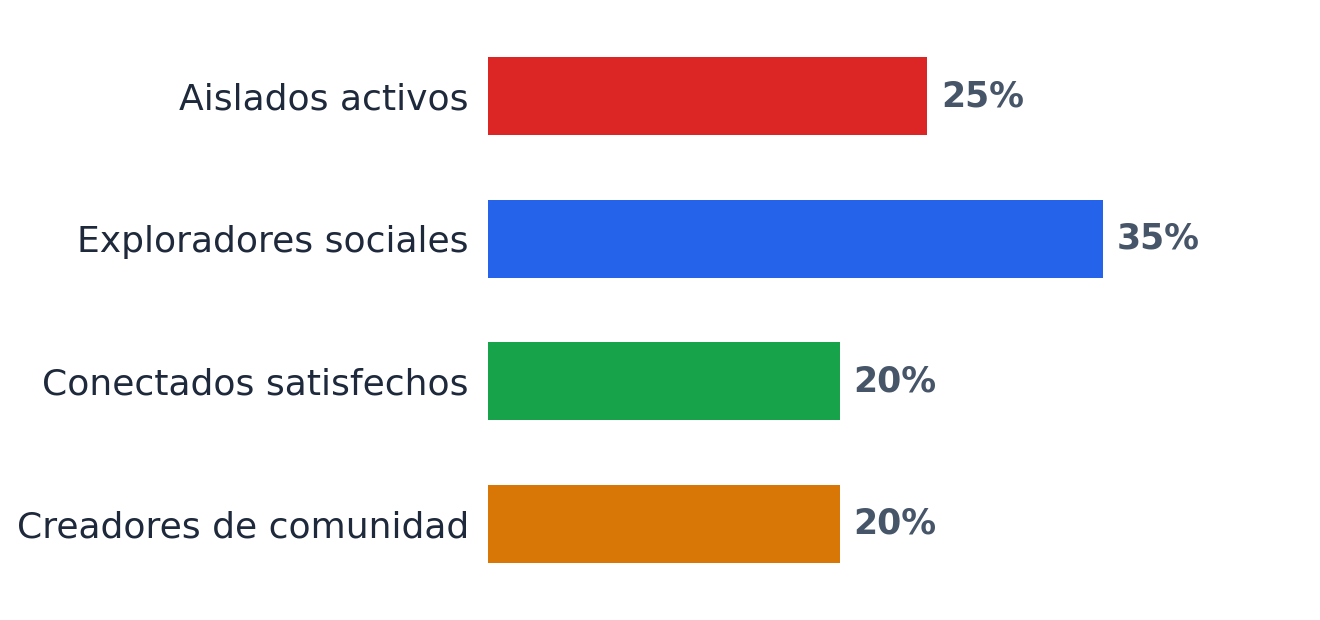 Aislados activos 25%
Exploradores sociales 35%
Conectados satisfechos 20%
Creadores de comunidad 20%